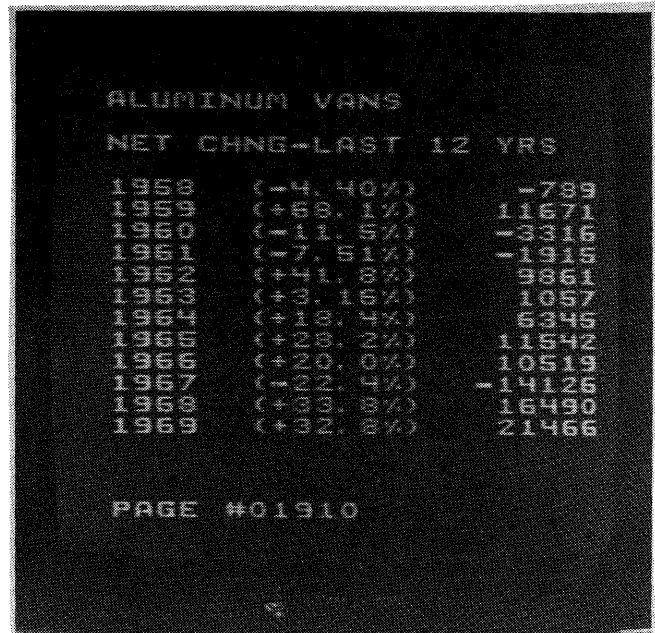 ALUMINUM VANS
NET CHNG-LAST 12 YRS
1958 (-4.40%) -789
1959 (+68.1%) 11671
1960 (-11.5%) -3316
1961 (-7.51%) -1915
1962 (+41.8%) 9861
1963 (+3.16%) 1057
1964 (+18.4%) 6345
1965 (+28.2%) 11542
1966 (+20.0%) 10519
1967 (-22.4%) -14126
1968 (+33.8%) 16490
1969 (+32.8%) 21466
PAGE #01910